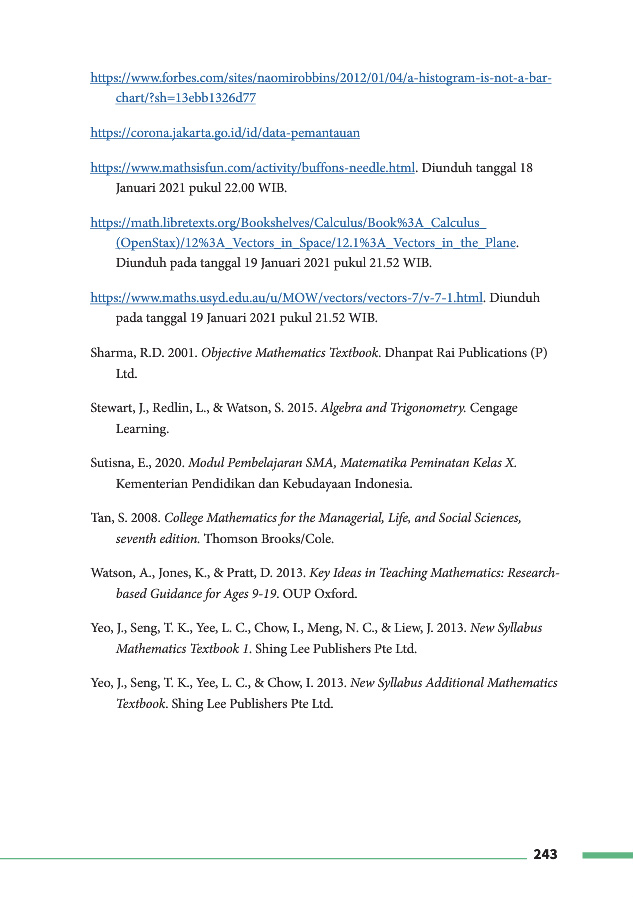 https://www.forbes.com/sites/naomirobbins/2012/01/04/a-histogram-is-not-a-bar-
chart/?sh=13ebb1326d77
https://corona.jakarta.go.id/id/data-pemantauan
https://www.mathsisfun.com/activity/buffons-needle.html. Diunduh tanggal 18
Januari 2021 pukul 22.00 WIB.
https://math.libretexts.org/Bookshelves/Calculus/Book%3A_Calculus_
(OpenStax)/12%3A_Vectors_in_Space/12.1%3A_Vectors_in_the_Plane.
Diunduh pada tanggal 19 Januari 2021 pukul 21.52 WIB.
https://www.maths.usyd.edu.au/u/MOW/vectors/vectors-7/v-7-1.html. Diunduh
pada tanggal 19 Januari 2021 pukul 21.52 WIB.
Sharma, R.D. 2001. Objective Mathematics Textbook. Dhanpat Rai Publications (P)
Ltd.
Stewart, J., Redlin, L., & Watson, S. 2015. Algebra and Trigonometry. Cengage
Learning.
Sutisna, E., 2020. Modul Pembelajaran SMA, Matematika Peminatan Kelas X.
Kementerian Pendidikan dan Kebudayaan Indonesia.
Tan, S. 2008. College Mathematics for the Managerial, Life, and Social Sciences,
seventh edition. Thomson Brooks/Cole.
Watson, A., Jones, K., & Pratt, D. 2013. Key Ideas in Teaching Mathematics: Research-
based Guidance for Ages 9-19. OUP Oxford.
Yeo, J., Seng, T. K., Yee, L. C., Chow, I., Meng, N. C., & Liew, J. 2013. New Syllabus
Mathematics Textbook 1. Shing Lee Publishers Pte Ltd.
Yeo, J., Seng, T. K., Yee, L. C., & Chow, I. 2013. New Syllabus Additional Mathematics
Textbook. Shing Lee Publishers Pte Ltd.
243